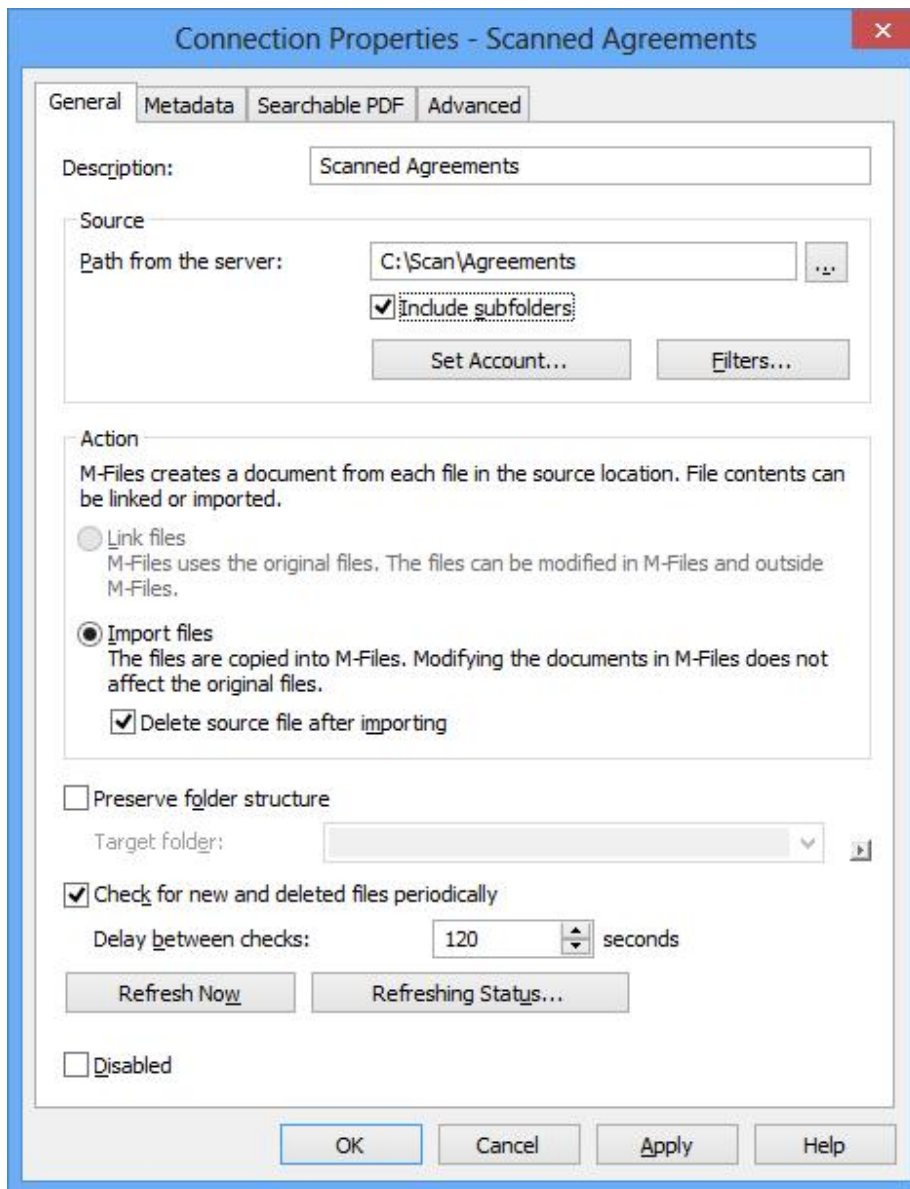 Connection Properties - Scanned Agreements
General Metadata Searchable PDF Advanced
Description: Scanned Agreements
Source
Path from the server: C:\Scan\Agreements ...
Include subfolders
Set Account... Filters...
Action
M-Files creates a document from each file in the source location. File contents can
be linked or imported.
Link files
M-Files uses the original files. The files can be modified in M-Files and outside
M-Files.
Import files
The files are copied into M-Files. Modifying the documents in M-Files does not
affect the original files.
Delete source file after importing
Preserve folder structure
Target folder:
Check for new and deleted files periodically
Delay between checks: 120 seconds
Refresh Now Refreshing Status...
Disabled
OK Cancel Apply Help